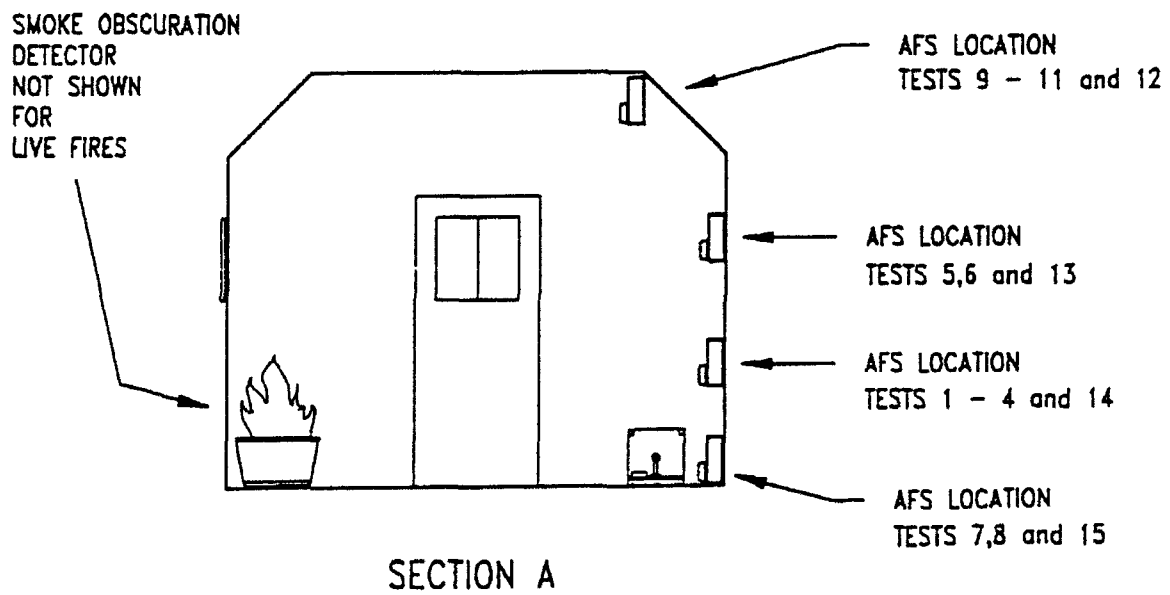 SMOKE OBSCURATION
DETECTOR
NOT SHOWN
FOR
LIVE FIRES
AFS LOCATION
TESTS 9 - 11 and 12
AFS LOCATION
TESTS 5,6 and 13
AFS LOCATION
TESTS 1 - 4 and 14
AFS LOCATION
TESTS 7,8 and 15
SECTION A